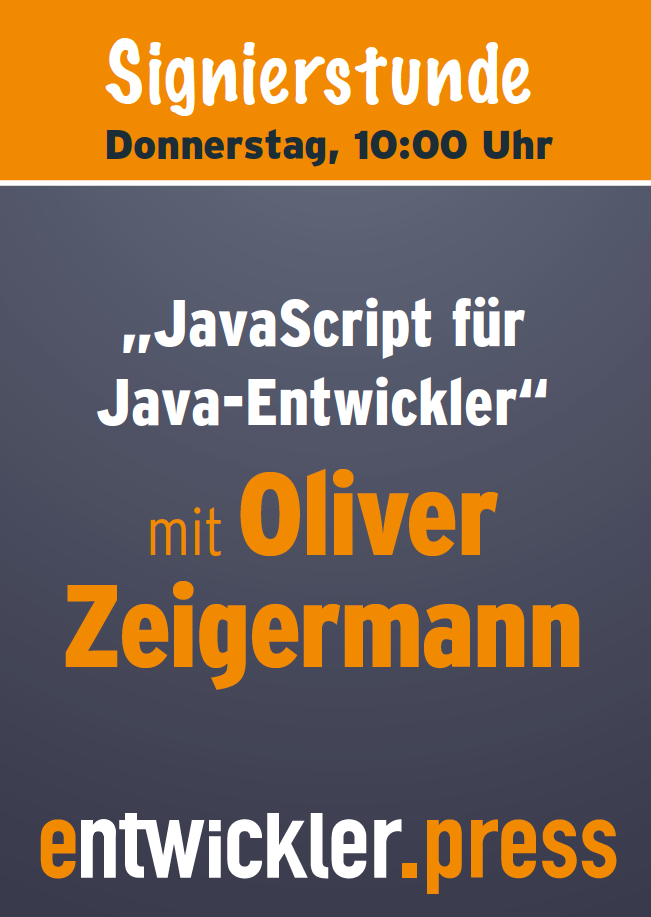 Signierstunde
Donnerstag, 10:00 Uhr
„JavaScript für
Java-Entwickler“
mit Oliver
Zeigermann
entwickler.press